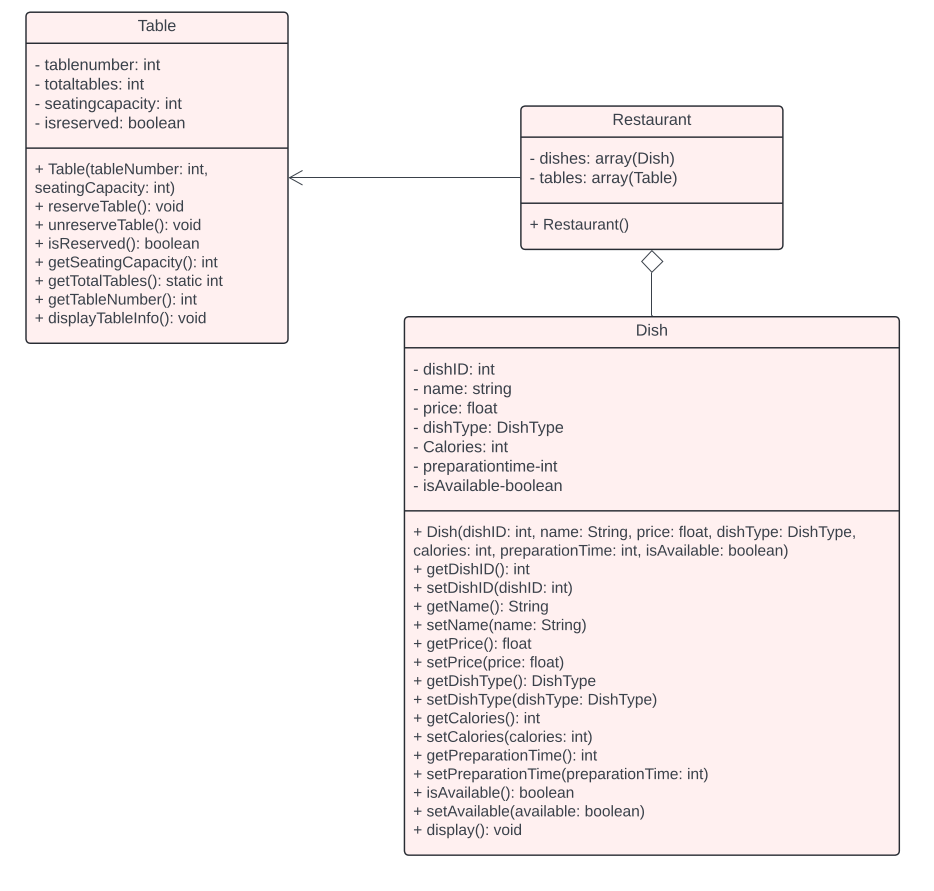 Table
- tablenumber: int
- totaltables: int
- seatingcapacity: int
- isreserved: boolean
+ Table(tableNumber: int,
seatingCapacity: int)
+ reserveTable(): void
+ unreserveTable(): void
+ isReserved(): boolean
+ getSeatingCapacity(): int
+ getTotalTables(): static int
+ getTableNumber(): int
+ displayTableInfo(): void
Restaurant
- dishes: array(Dish)
- tables: array(Table)
+ Restaurant()
Dish
- dishID: int
- name: string
- price: float
- dishType: DishType
- Calories: int
- preparationtime-int
- isAvailable-boolean
+ Dish(dishID: int, name: String, price: float, dishType: DishType,
calories: int, preparationTime: int, isAvailable: boolean)
+ getDishID(): int
+ setDishID(dishID: int)
+ getName(): String
+ setName(name: String)
+ getPrice(): float
+ setPrice(price: float)
+ getDishType(): DishType
+ setDishType(dishType: DishType)
+ getCalories(): int
+ setCalories(calories: int)
+ getPreparationTime(): int
+ setPreparationTime(preparationTime: int)
+ isAvailable(): boolean
+ setAvailable(available: boolean)
+ display(): void